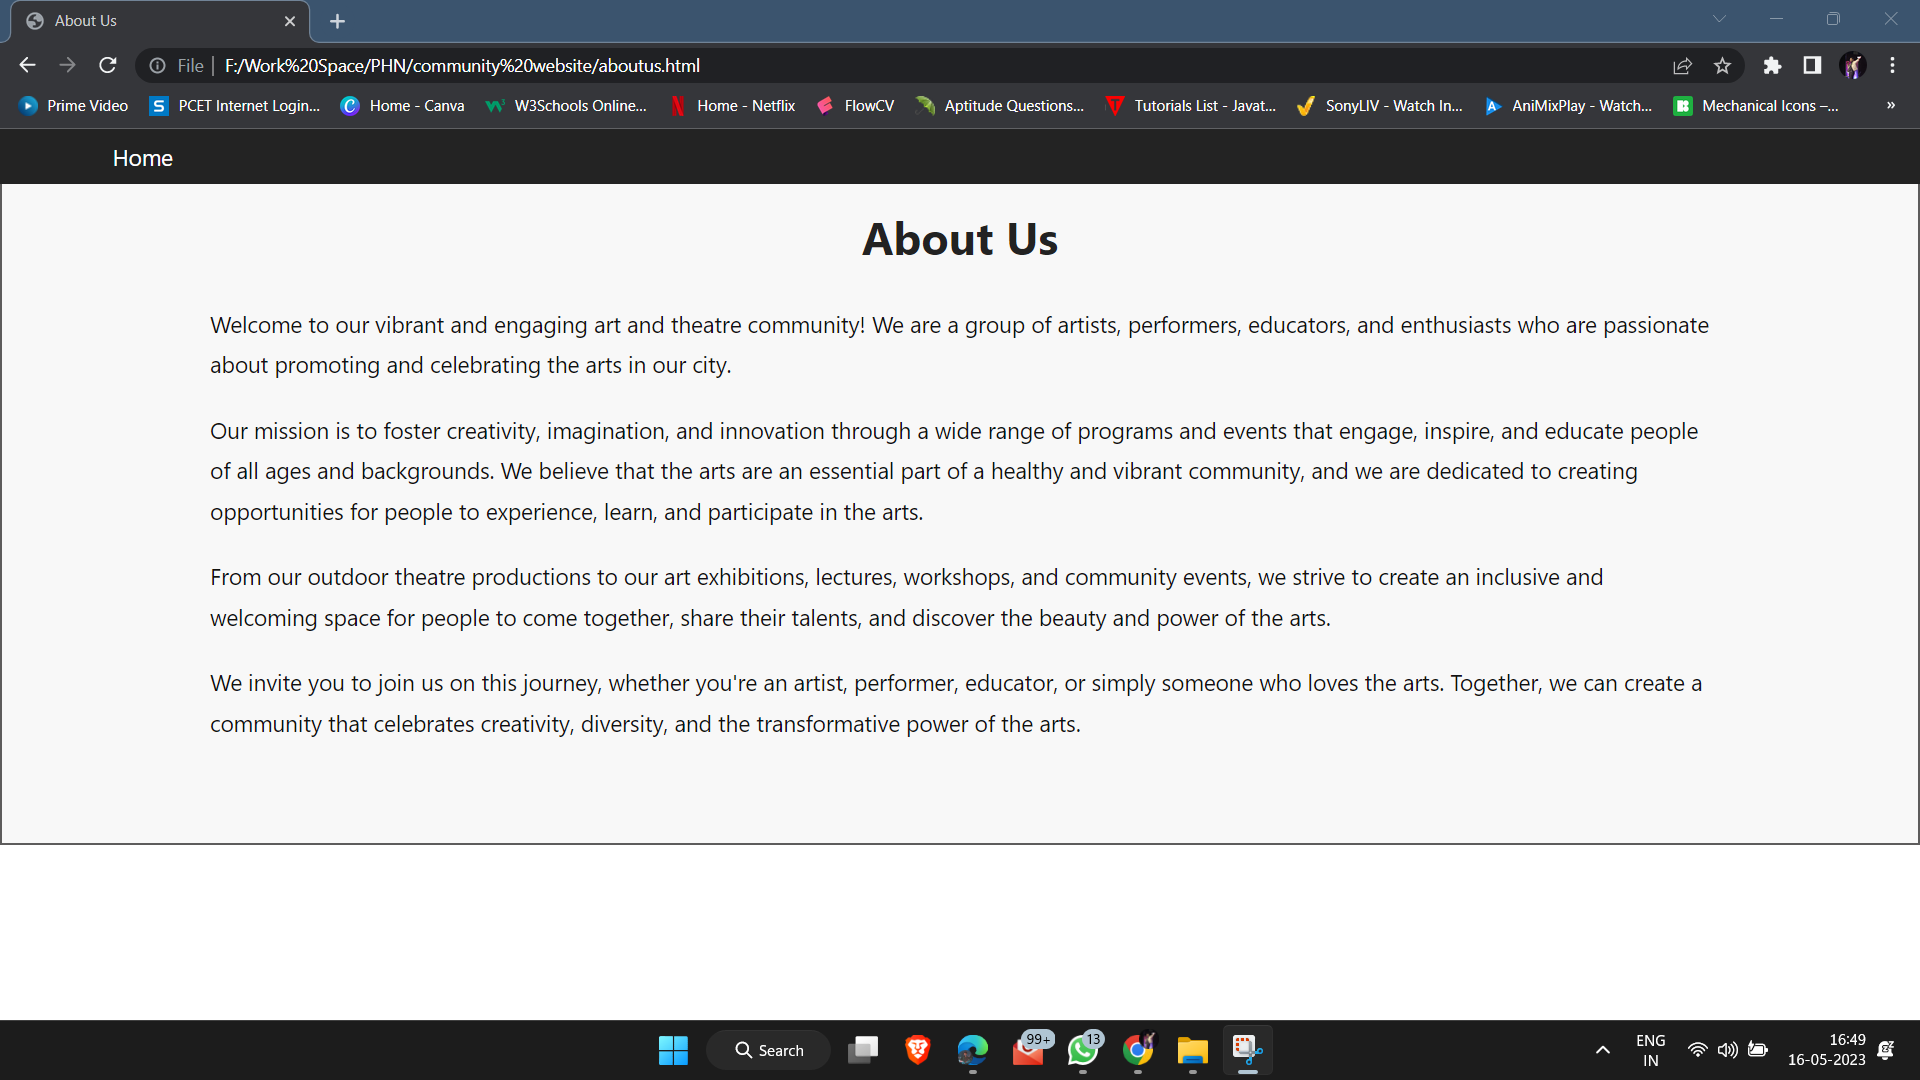 About Us
File
F:/Work%20Space/PHN/community%20website/aboutus.html
Prime Video
PCET Internet Login...
Home - Canva
W3Schools Online...
Home - Netflix
FlowCV
Aptitude Questions...
Tutorials List - Javat...
SonyLIV - Watch In...
AniMixPlay - Watch...
Mechanical Icons –...
»
Home
About Us
Welcome to our vibrant and engaging art and theatre community! We are a group of artists, performers, educators, and enthusiasts who are passionate
about promoting and celebrating the arts in our city.
Our mission is to foster creativity, imagination, and innovation through a wide range of programs and events that engage, inspire, and educate people
of all ages and backgrounds. We believe that the arts are an essential part of a healthy and vibrant community, and we are dedicated to creating
opportunities for people to experience, learn, and participate in the arts.
From our outdoor theatre productions to our art exhibitions, lectures, workshops, and community events, we strive to create an inclusive and
welcoming space for people to come together, share their talents, and discover the beauty and power of the arts.
We invite you to join us on this journey, whether you're an artist, performer, educator, or simply someone who loves the arts. Together, we can create a
community that celebrates creativity, diversity, and the transformative power of the arts.
Search
99+
13
ENG
IN
16:49
16-05-2023